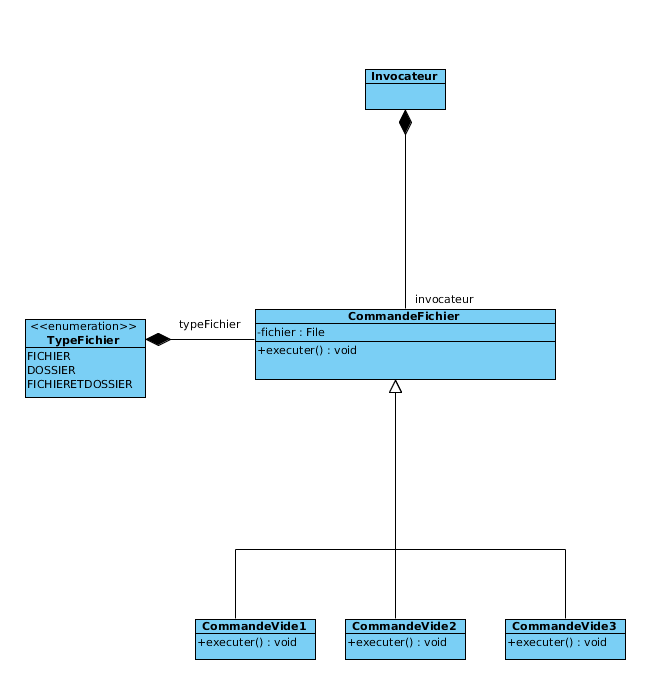 Invocateur
invocateur
CommandeFichier
-fichier : File
+executer() : void
typeFichier
<<enumeration>>
TypeFichier
FICHIER
DOSSIER
FICHIERETDOSSIER
CommandeVide1
+executer() : void
CommandeVide2
+executer() : void
CommandeVide3
+executer() : void